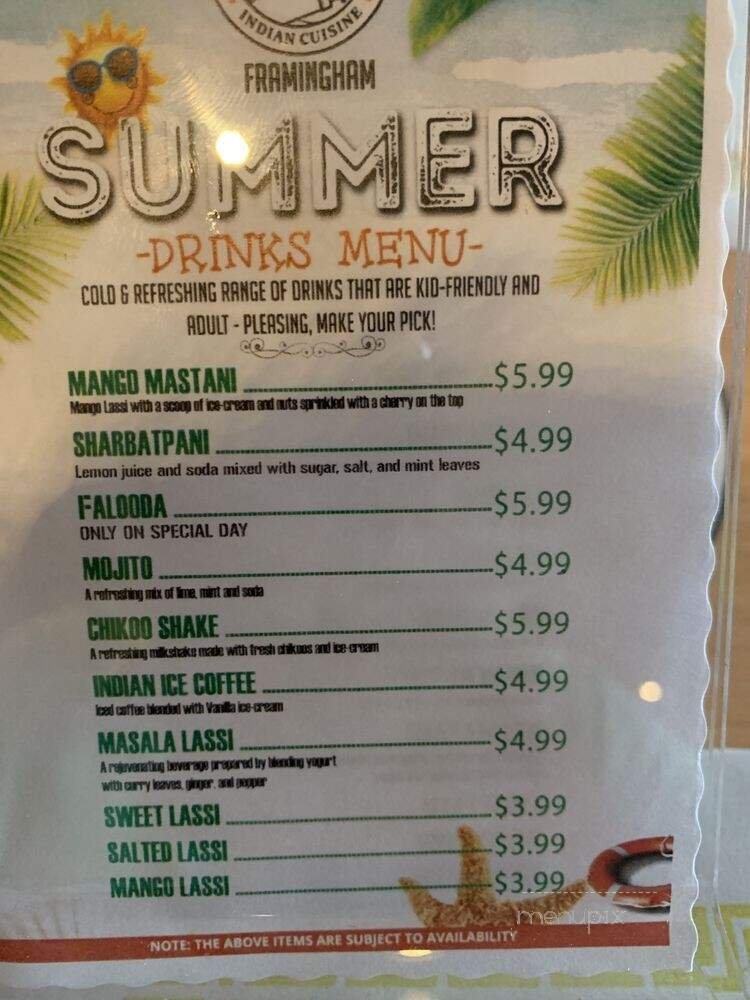 INDIAN CUISINE
FRAMINGHAM
SUMMER
-DRINKS MENU-
COLD & REFRESHING RANGE OF DRINKS THAT ARE KID-FRIENDLY AND
ADULT - PLEASING, MAKE YOUR PICK!
MANGO MASTANI $5.99
Mango Lassi with a scoop of ice-cream and nuts sprinkled with a cherry on the top
SHARBATPANI $4.99
Lemon juice and soda mixed with sugar, salt, and mint leaves
FALOODA $5.99
ONLY ON SPECIAL DAY
MOJITO $4.99
A refreshing mix of lime, mint and soda
CHIKOO SHAKE $5.99
A refreshing milkshake made with fresh chikoos and ice-cream
INDIAN ICE COFFEE $4.99
Iced coffee blended with Vanilla ice-cream
MASALA LASSI $4.99
A rejevenating beverage prepared by blending yogurt
with curry leaves, ginger, and pepper
SWEET LASSI $3.99
SALTED LASSI $3.99
MANGO LASSI $3.99
menupix
NOTE: THE ABOVE ITEMS ARE SUBJECT TO AVAILABILITY